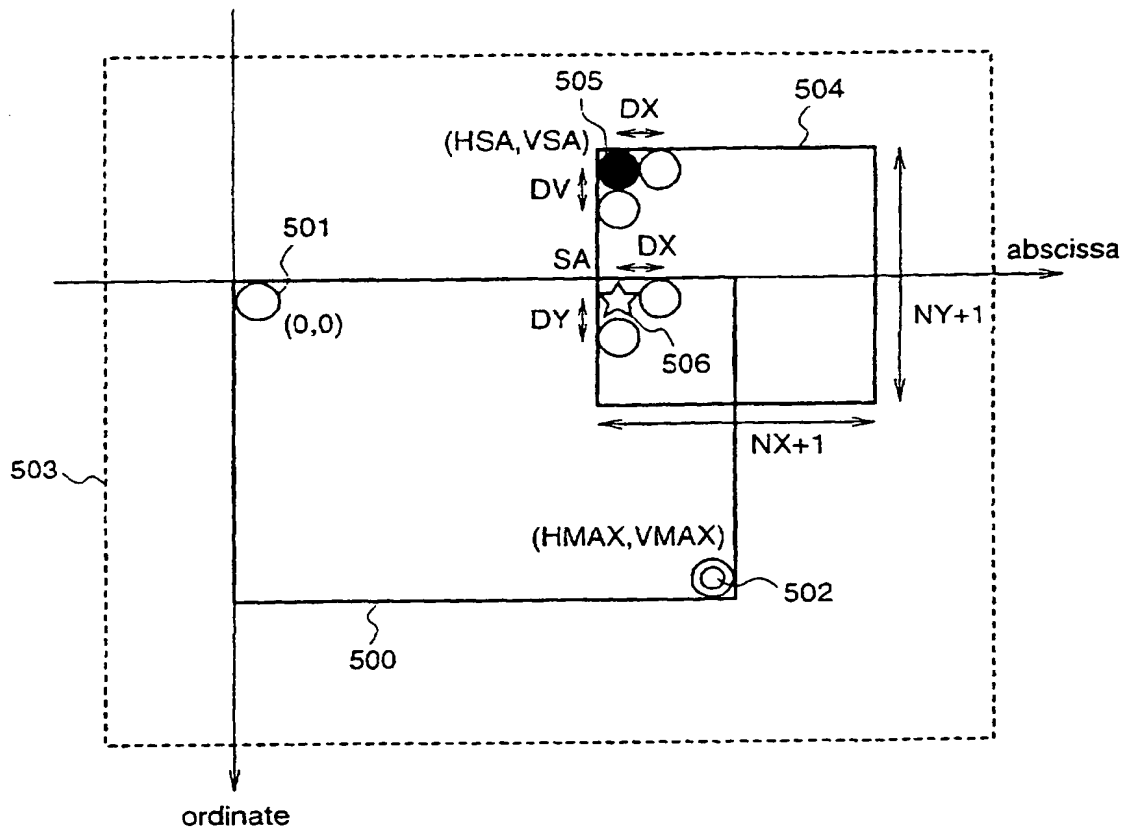 505
504
DX
(HSA,VSA)
DV
501
SA
DX
abscissa
(0,0)
DY
NY+1
506
NX+1
503
(HMAX,VMAX)
502
500
ordinate